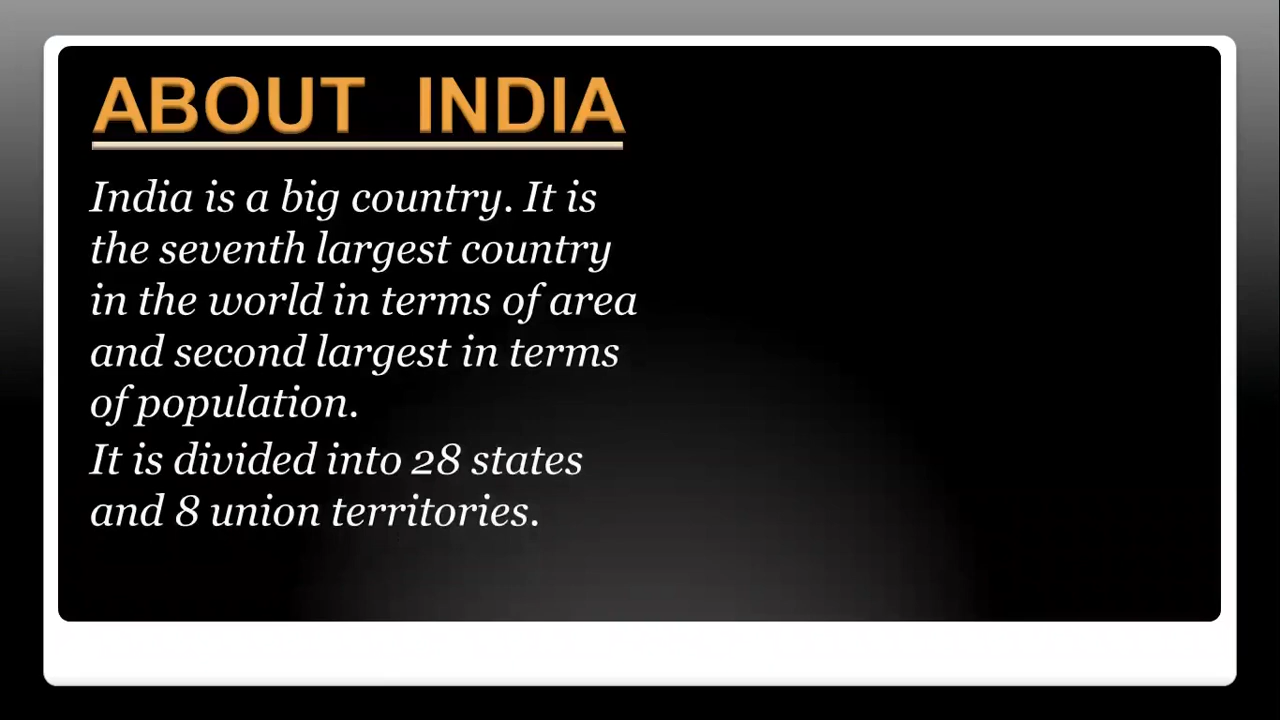 ABOUT INDIA
India is a big country. It is
the seventh largest country
in the world in terms of area
and second largest in terms
of population.
It is divided into 28 states
and 8 union territories.